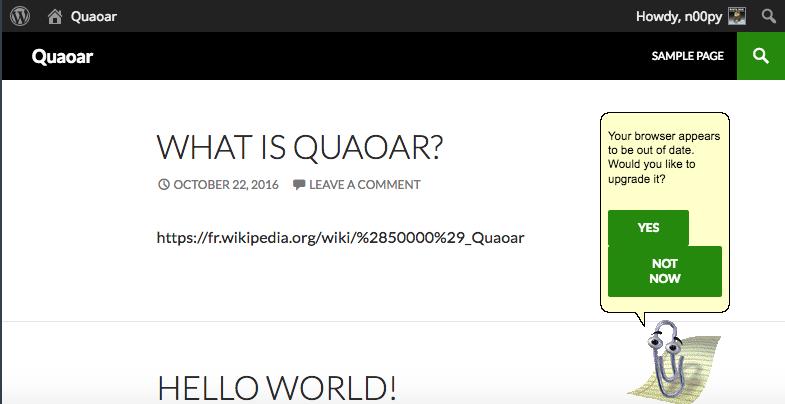 Quaoar
Howdy, n00py
Quaoar
SAMPLE PAGE
WHAT IS QUAOAR?
OCTOBER 22, 2016 LEAVE A COMMENT
https://fr.wikipedia.org/wiki/%2850000%29_Quaoar
Your browser appears
to be out of date.
Would you like to
upgrade it?
YES
NOT
NOW
HELLO WORLD!